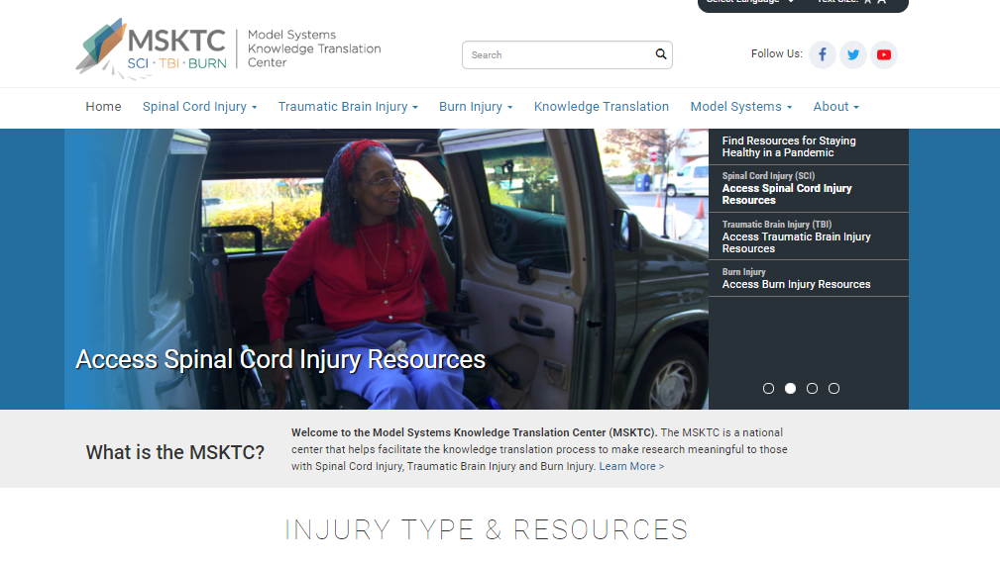 Select Language
Text Size: A A
MSKTC
SCI · TBI · BURN
Model Systems
Knowledge Translation
Center
Search
Follow Us:
Home Spinal Cord Injury Traumatic Brain Injury Burn Injury Knowledge Translation Model Systems About
Find Resources for Staying
Healthy in a Pandemic
Spinal Cord Injury (SCI)
Access Spinal Cord Injury
Resources
Traumatic Brain Injury (TBI)
Access Traumatic Brain Injury
Resources
Burn Injury
Access Burn Injury Resources
Access Spinal Cord Injury Resources
What is the MSKTC?
Welcome to the Model Systems Knowledge Translation Center (MSKTC). The MSKTC is a national
center that helps facilitate the knowledge translation process to make research meaningful to those
with Spinal Cord Injury, Traumatic Brain Injury and Burn Injury. Learn More >
INJURY TYPE & RESOURCES